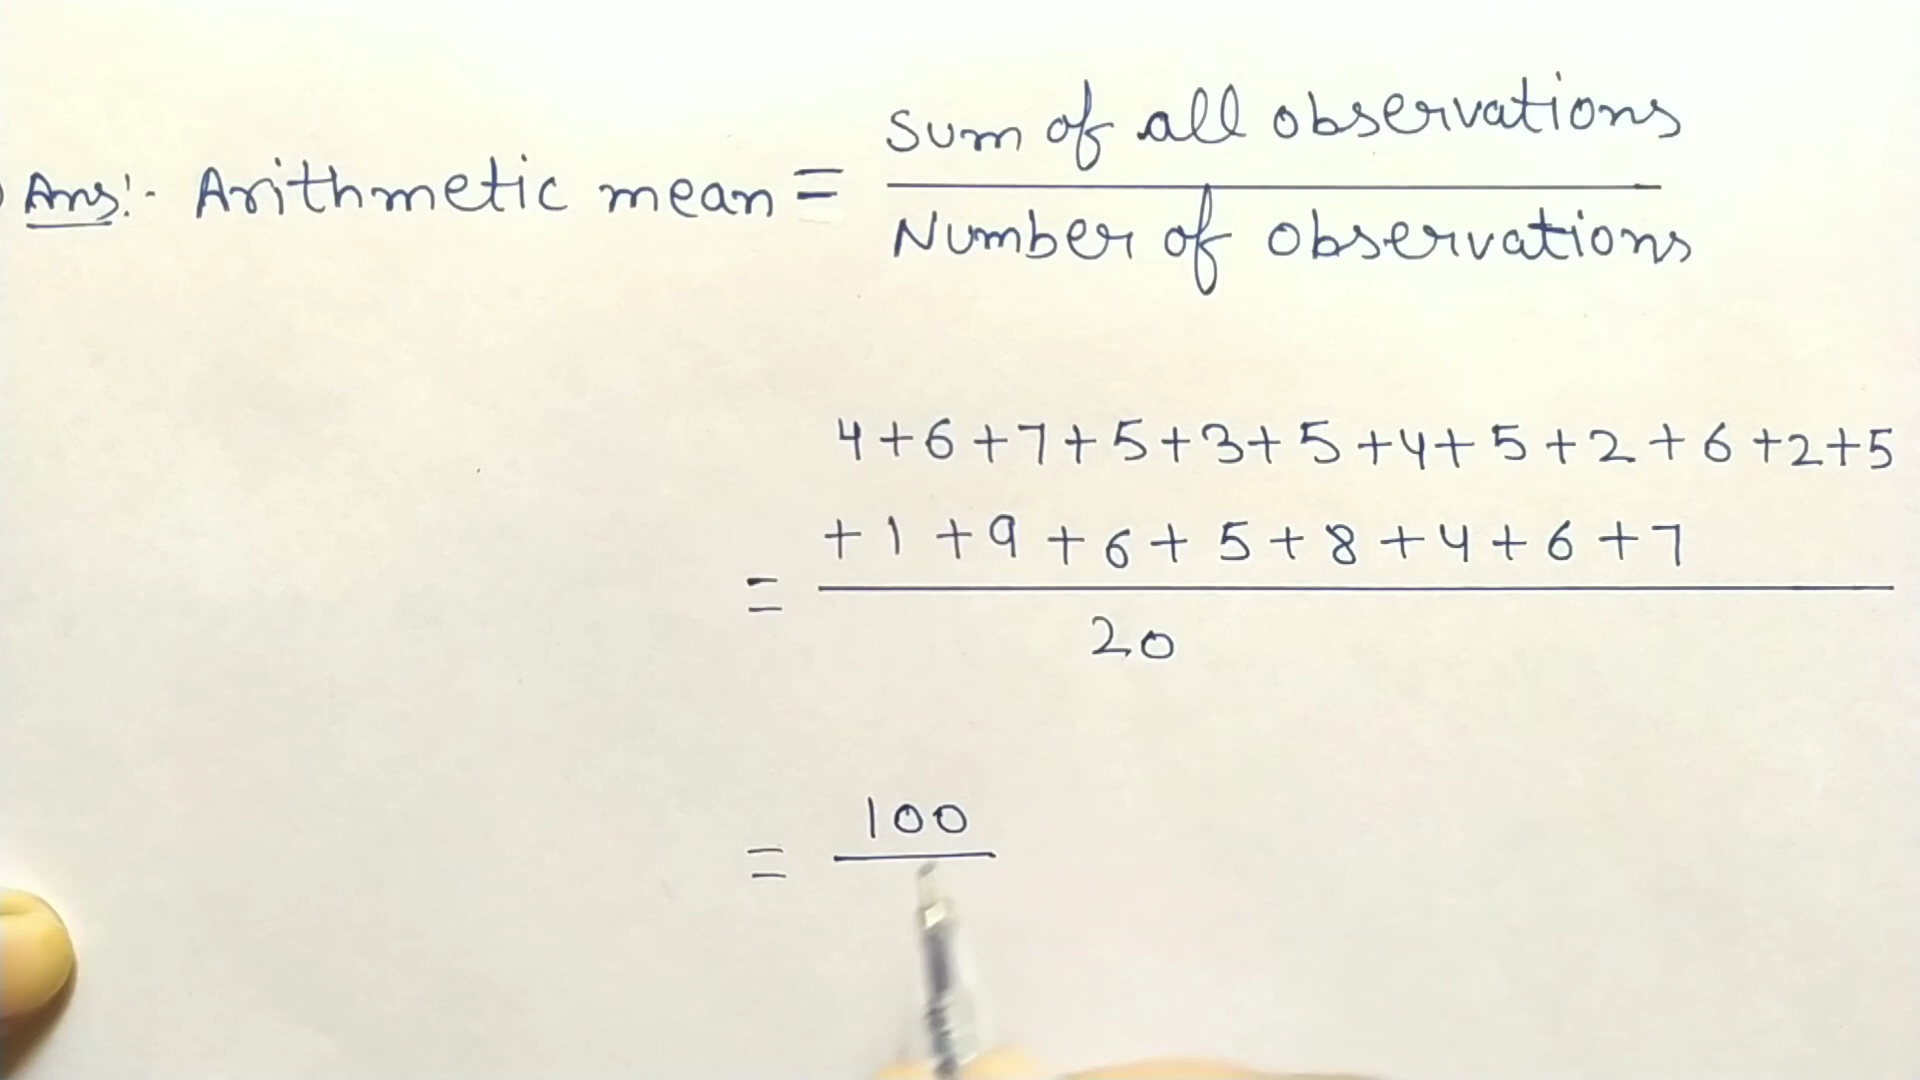 Ans:- Arithmetic mean = Sum of all observations
Number of observations
4+6+7+5+3+5+4+5+2+6+2+5
+1+9+6+5+8+4+6+7
=
20
= 100